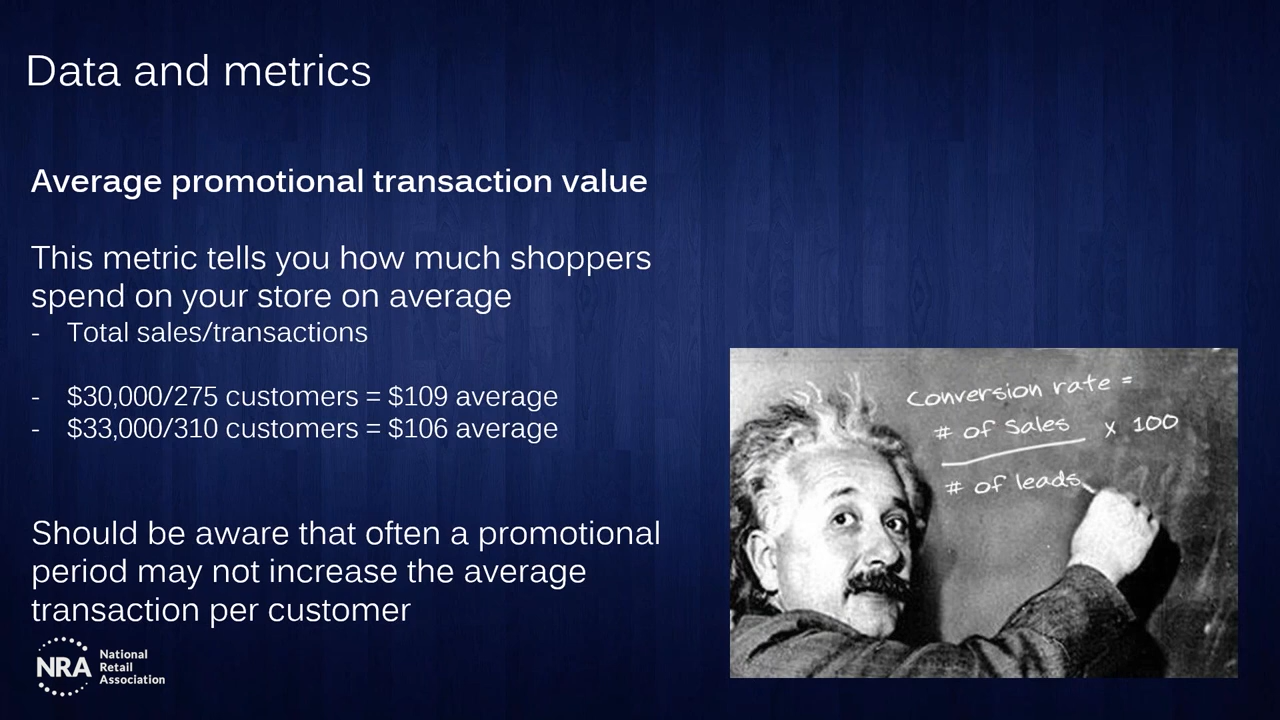 Data and metrics
Average promotional transaction value
This metric tells you how much shoppers
spend on your store on average
- Total sales/transactions
- $30,000/275 customers = $109 average
- $33,000/310 customers = $106 average
Should be aware that often a promotional
period may not increase the average
transaction per customer
Conversion rate =
# of Sales x 100
# of leads
NRA
National
Retail
Association